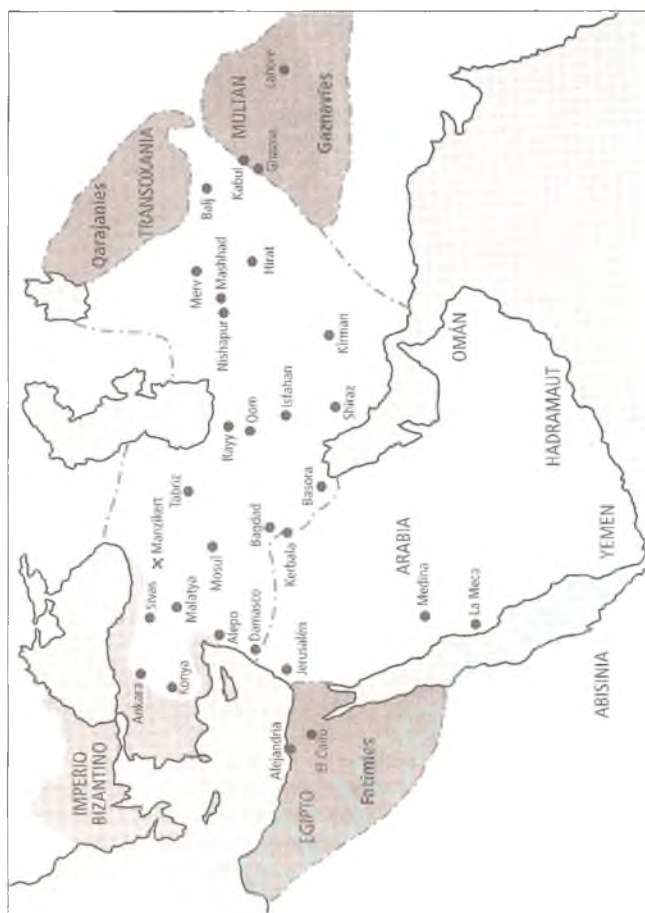 IMPERIO
BIZANTINO
Qarajaníes
TRANSOXANIA
MULTAN
Lahore
Kabul
Ghazna
Gaznavíes
Balj
Merv
Mashhad
Nishapur
Hirat
Kirman
Rayy
Qom
Isfahan
Shiraz
Tabriz
Manzikert
Sivas
Malatya
Mosul
Ankara
Konya
Alepo
Damasco
Bagdad
Kerbala
Basora
Jerusalén
Alejandría
El Cairo
EGIPTO
Fatimíes
ARABIA
Medina
La Meca
OMÁN
HADRAMAUT
YEMEN
ABISINIA